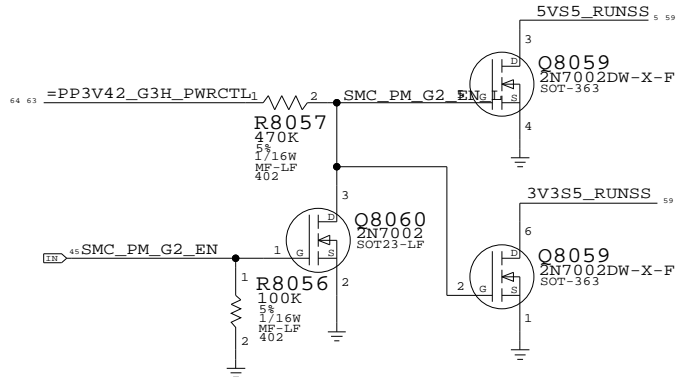 5VS5_RUNSS 5 59
3
Q8059
2N7002DW-X-F
SOT-363
D
G
S
5
4
64 63 =PP3V42_G3H_PWRCTL 1 2 SMC_PM_G2_EN_L
R8057
470K
5%
1/16W
MF-LF
402
3V3S5_RUNSS 59
3
Q8060
2N7002
SOT23-LF
D
G
S
1
2
6
Q8059
2N7002DW-X-F
SOT-363
D
2 G
S
1
IN 45 SMC_PM_G2_EN
1
R8056
100K
5%
1/16W
MF-LF
402
2